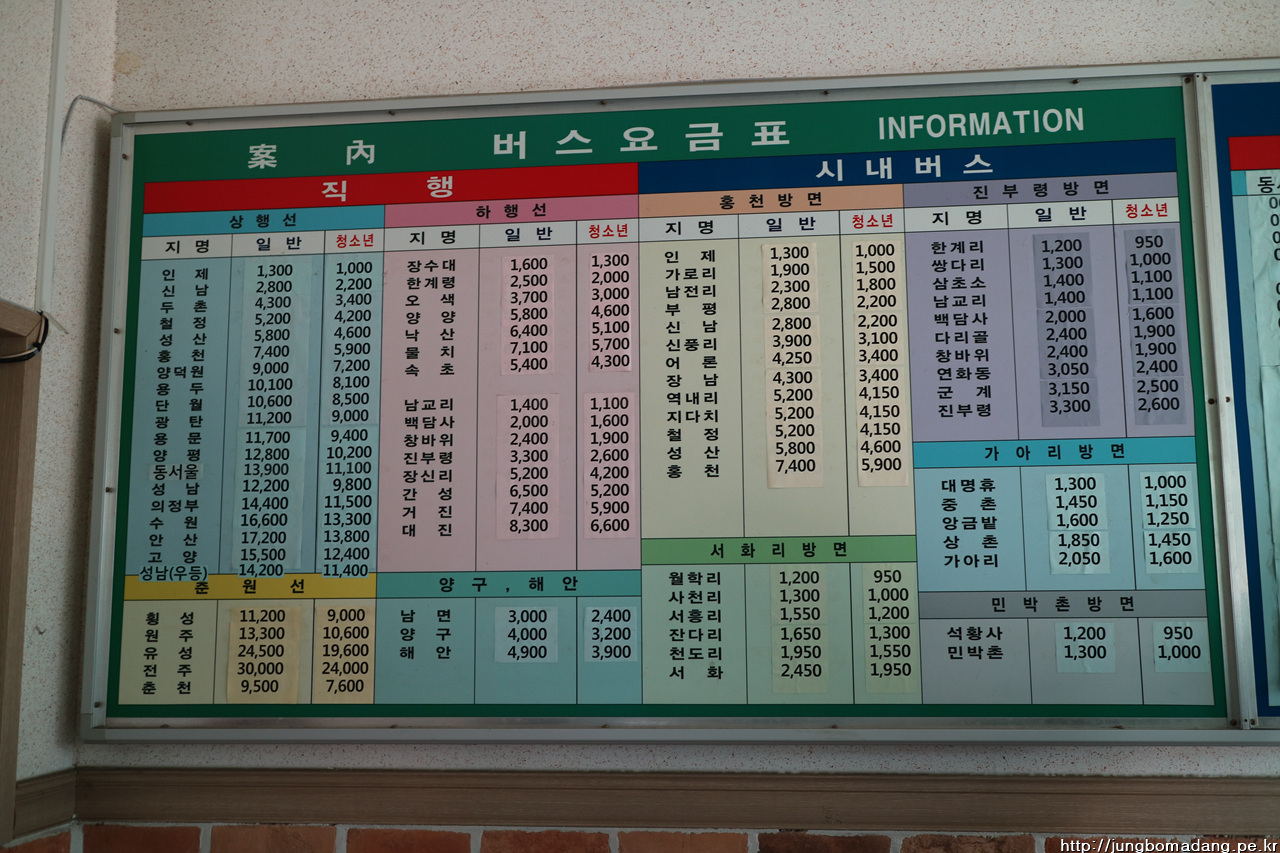 案 內 버스요금표 INFORMATION
직 행
상 행 선
지 명 일 반 청소년
인 제 1,300 1,000
신 남 2,800 2,200
두 촌 4,300 3,400
철 정 5,200 4,200
성 산 5,800 4,600
홍 천 7,400 5,900
양덕원 9,000 7,200
용 두 10,100 8,100
단 월 10,600 8,500
광 탄 11,200 9,000
용 문 11,700 9,400
양 평 12,800 10,200
동서울 13,900 11,100
성 남 12,200 9,800
의정부 14,400 11,500
수 원 16,600 13,300
안 산 17,200 13,800
고 양 15,500 12,400
성남(우등) 14,200 11,400
춘 원 선
횡 성 11,200 9,000
원 주 13,300 10,600
유 성 24,500 19,600
전 주 30,000 24,000
춘 천 9,500 7,600
하 행 선
지 명 일 반 청소년
장수대 1,600 1,300
한계령 2,500 2,000
오 색 3,700 3,000
양 양 5,800 4,600
낙 산 6,400 5,100
물 치 7,100 5,700
속 초 5,400 4,300
남교리 1,400 1,100
백담사 2,000 1,600
창바위 2,400 1,900
진부령 3,300 2,600
장신리 5,200 4,200
간 성 6,500 5,200
거 진 7,400 5,900
대 진 8,300 6,600
양 구 , 해 안
남 면 3,000 2,400
양 구 4,000 3,200
해 안 4,900 3,900
시 내 버 스
홍 천 방 면
지 명 일 반 청소년
인 제 1,300 1,000
가로리 1,900 1,500
남전리 2,300 1,800
부 평 2,800 2,200
신 남 2,800 2,200
신풍리 3,900 3,100
어 론 4,250 3,400
장 남 4,300 3,400
역내리 5,200 4,150
지다치 5,200 4,150
철 정 5,200 4,150
성 산 5,800 4,600
홍 천 7,400 5,900
서 화 리 방 면
월학리 1,200 950
사천리 1,300 1,000
서흥리 1,550 1,200
잔다리 1,650 1,300
천도리 1,950 1,550
서 화 2,450 1,950
진 부 령 방 면
지 명 일 반 청소년
한계리 1,200 950
쌍다리 1,300 1,000
삼초소 1,400 1,100
남교리 1,400 1,100
백담사 2,000 1,600
다리골 2,400 1,900
창바위 2,400 1,900
연화동 3,050 2,400
군 계 3,150 2,500
진부령 3,300 2,600
가 아 리 방 면
대명휴 1,300 1,000
중 촌 1,450 1,150
앙금발 1,600 1,250
상 촌 1,850 1,450
가아리 2,050 1,600
민 박 촌 방 면
석황사 1,200 950
민박촌 1,300 1,000
http://jungbomadang.pe.kr